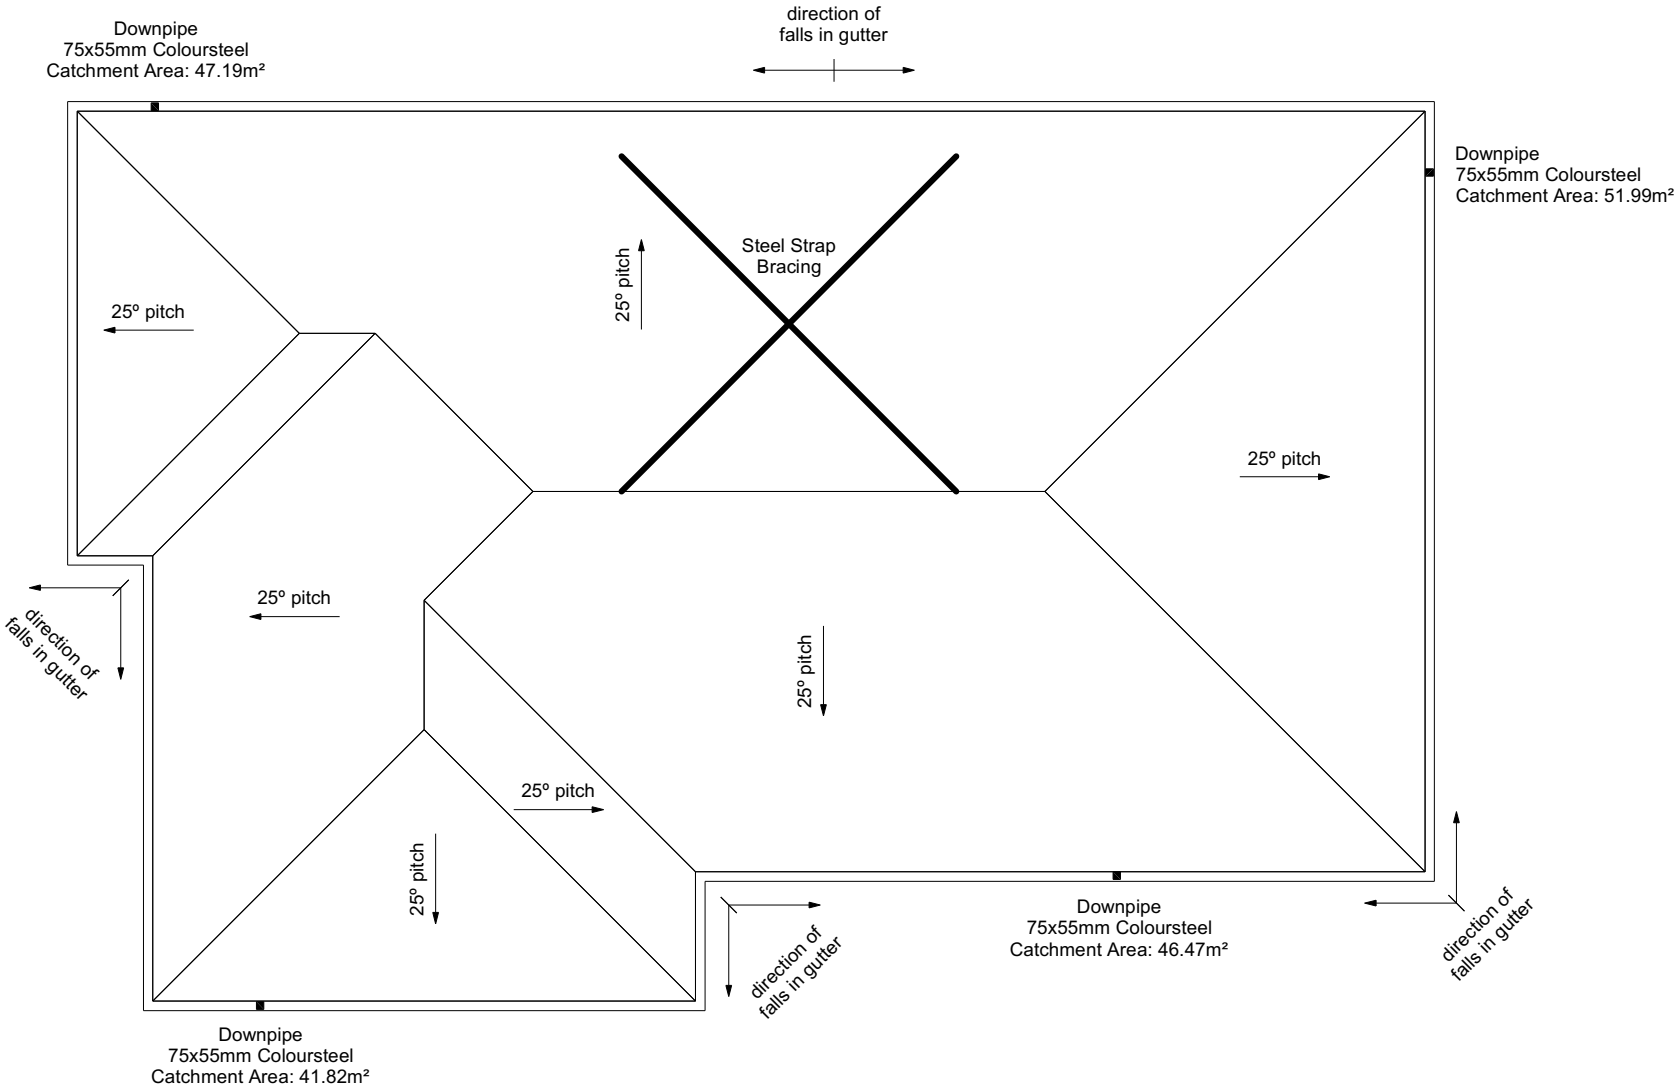 direction of
falls in gutter
Downpipe
75x55mm Coloursteel
Catchment Area: 47.19m²
Downpipe
75x55mm Coloursteel
Catchment Area: 51.99m²
Steel Strap
Bracing
25º pitch
25º pitch
25º pitch
25º pitch
direction of
falls in gutter
25º pitch
25º pitch
25º pitch
Downpipe
75x55mm Coloursteel
Catchment Area: 46.47m²
direction of
falls in gutter
direction of
falls in gutter
Downpipe
75x55mm Coloursteel
Catchment Area: 41.82m²